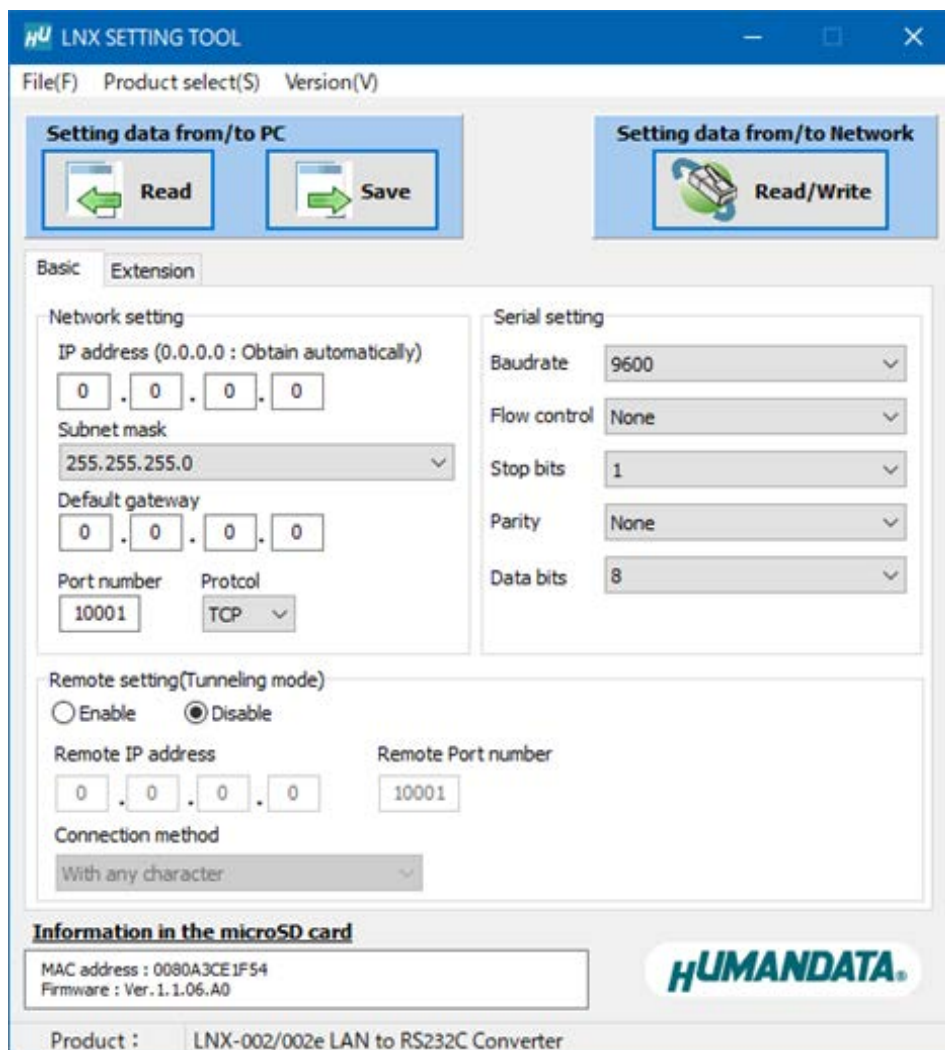 HU LNX SETTING TOOL
File(F) Product select(S) Version(V)
Setting data from/to PC
Read
Save
Setting data from/to Network
Read/Write
Basic
Extension
Network setting
IP address (0.0.0.0 : Obtain automatically)
0 . 0 . 0 . 0
Subnet mask
255.255.255.0
Default gateway
0 . 0 . 0 . 0
Port number Protcol
10001 TCP
Serial setting
Baudrate 9600
Flow control None
Stop bits 1
Parity None
Data bits 8
Remote setting(Tunneling mode)
Enable Disable
Remote IP address Remote Port number
0 . 0 . 0 . 0 10001
Connection method
With any character
Information in the microSD card
MAC address : 0080A3CE1F54
Firmware : Ver.1.1.06.A0
HUMANDATA.
Product : LNX-002/002e LAN to RS232C Converter